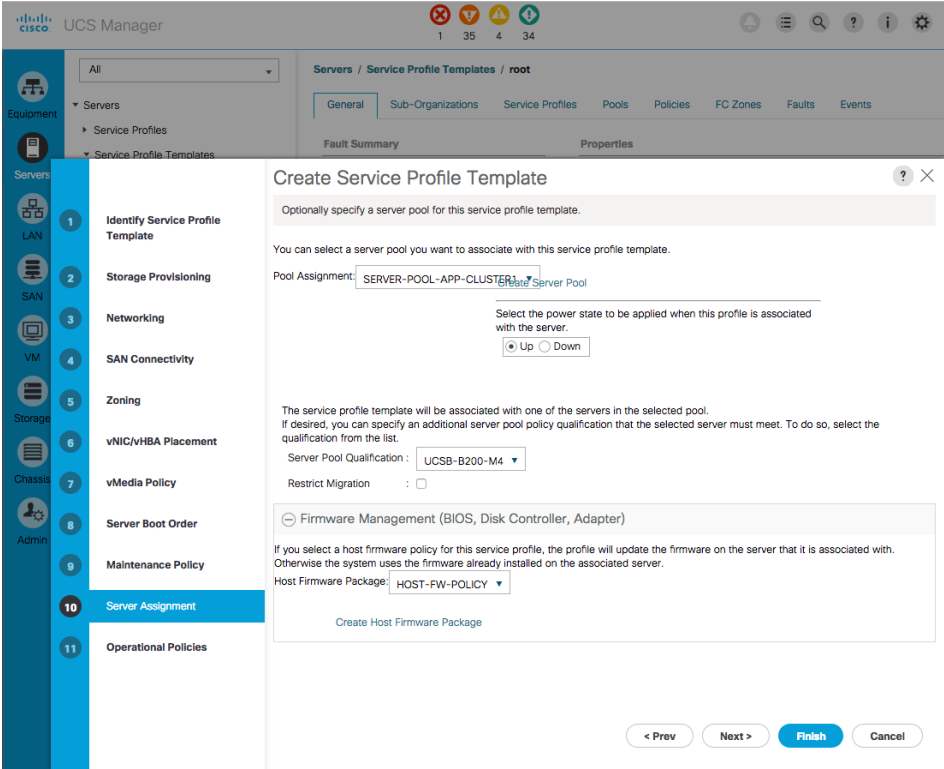 cisco. UCS Manager
1 35 4 34
All
Servers / Service Profile Templates / root
Servers
Service Profiles
Service Profile Templates
General Sub-Organizations Service Profiles Pools Policies FC Zones Faults Events
Fault Summary Properties
Equipment
Servers
LAN
SAN
VM
Storage
Chassis
Admin
1 Identify Service Profile
Template
2 Storage Provisioning
3 Networking
4 SAN Connectivity
5 Zoning
6 vNIC/vHBA Placement
7 vMedia Policy
8 Server Boot Order
9 Maintenance Policy
10 Server Assignment
11 Operational Policies
Create Service Profile Template
?
Optionally specify a server pool for this service profile template.
You can select a server pool you want to associate with this service profile template.
Pool Assignment: SERVER-POOL-APP-CLUSTER1
Create Server Pool
Select the power state to be applied when this profile is associated
with the server.
Up Down
The service profile template will be associated with one of the servers in the selected pool.
If desired, you can specify an additional server pool policy qualification that the selected server must meet. To do so, select the
qualification from the list.
Server Pool Qualification : UCSB-B200-M4
Restrict Migration :
Firmware Management (BIOS, Disk Controller, Adapter)
If you select a host firmware policy for this service profile, the profile will update the firmware on the server that it is associated with.
Otherwise the system uses the firmware already installed on the associated server.
Host Firmware Package: HOST-FW-POLICY
Create Host Firmware Package
< Prev Next > Finish Cancel